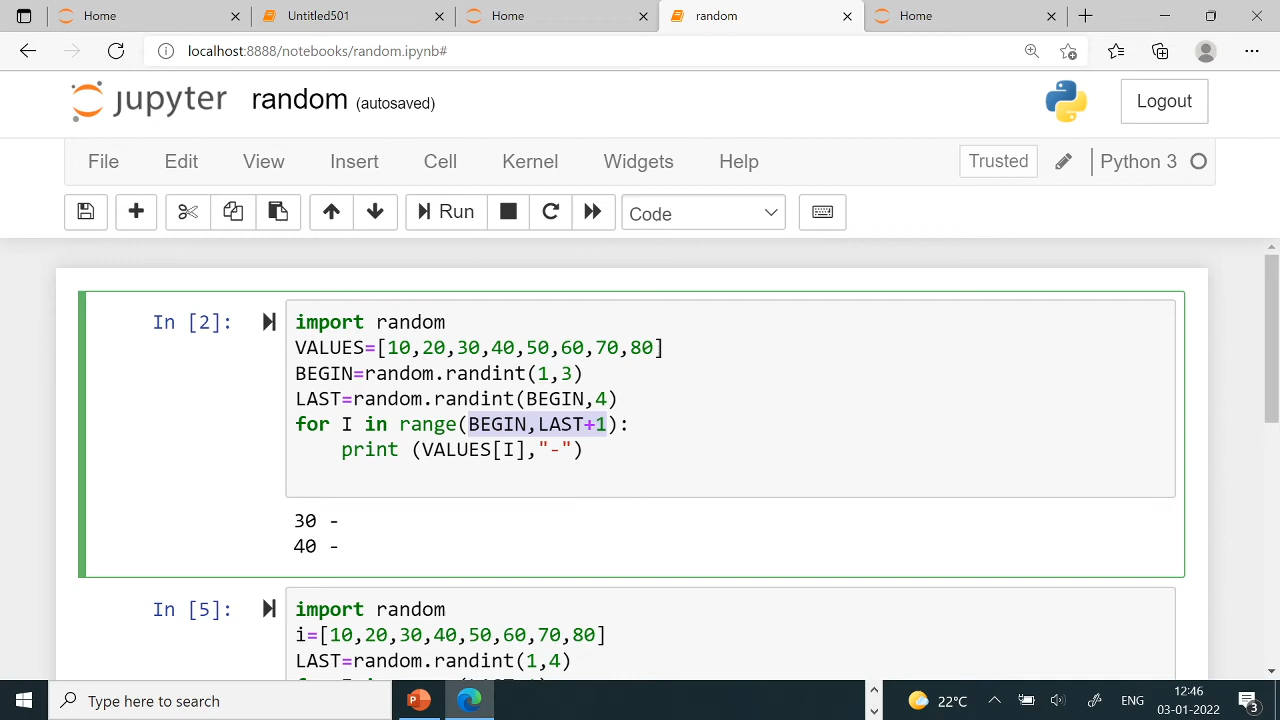 Home
Untitled501
Home
random
Home
localhost:8888/notebooks/random.ipynb#
jupyter random (autosaved)
Logout
File Edit View Insert Cell Kernel Widgets Help
Trusted
Python 3
Run
Code
In [2]:
import random
VALUES=[10,20,30,40,50,60,70,80]
BEGIN=random.randint(1,3)
LAST=random.randint(BEGIN,4)
for I in range(BEGIN,LAST+1):
    print (VALUES[I],"-")
30 -
40 -
In [5]:
import random
i=[10,20,30,40,50,60,70,80]
LAST=random.randint(1,4)
Type here to search
22°C
ENG
12:46
03-01-2022
3